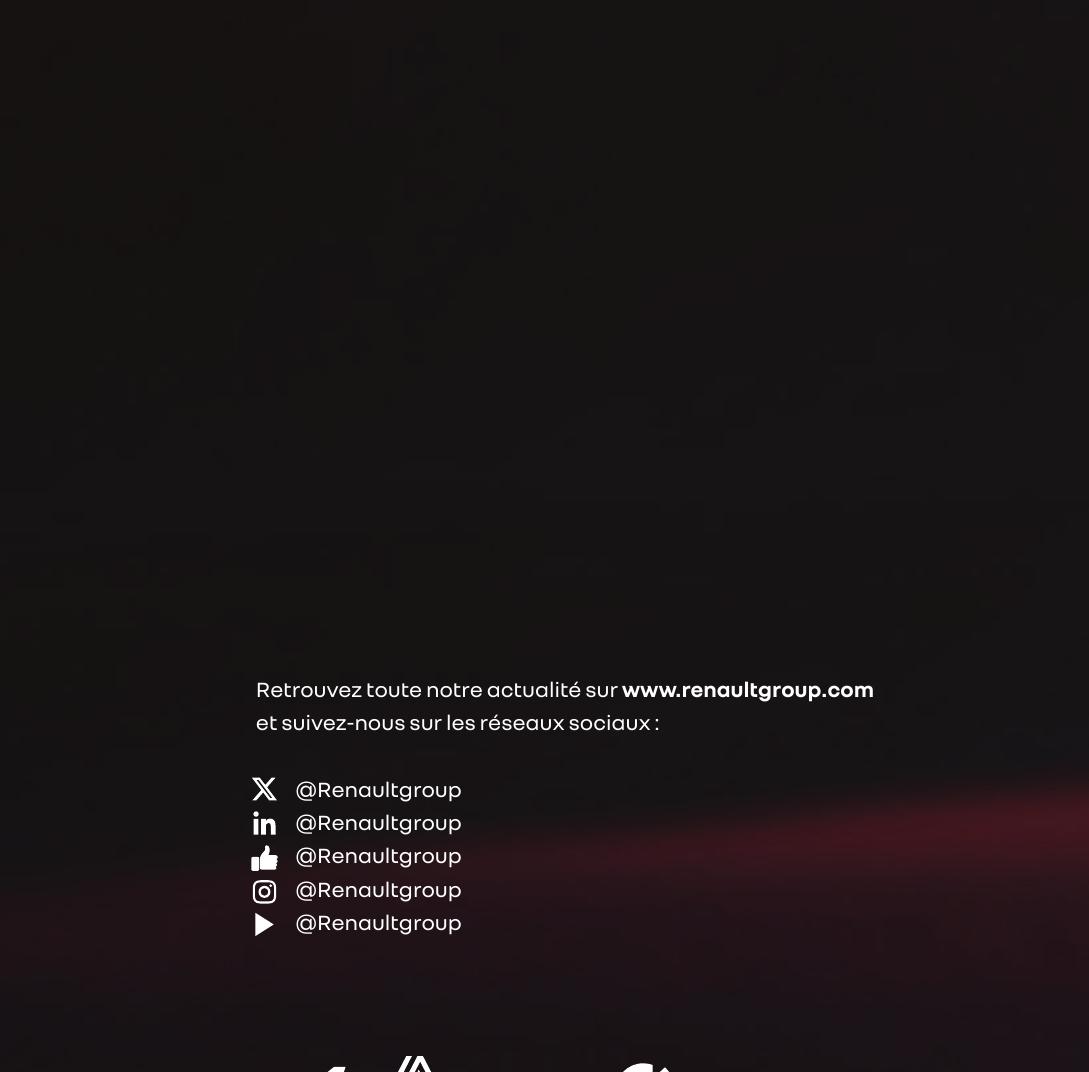 Retrouvez toute notre actualité sur www.renaultgroup.com
et suivez-nous sur les réseaux sociaux :
@Renaultgroup
@Renaultgroup
@Renaultgroup
@Renaultgroup
@Renaultgroup